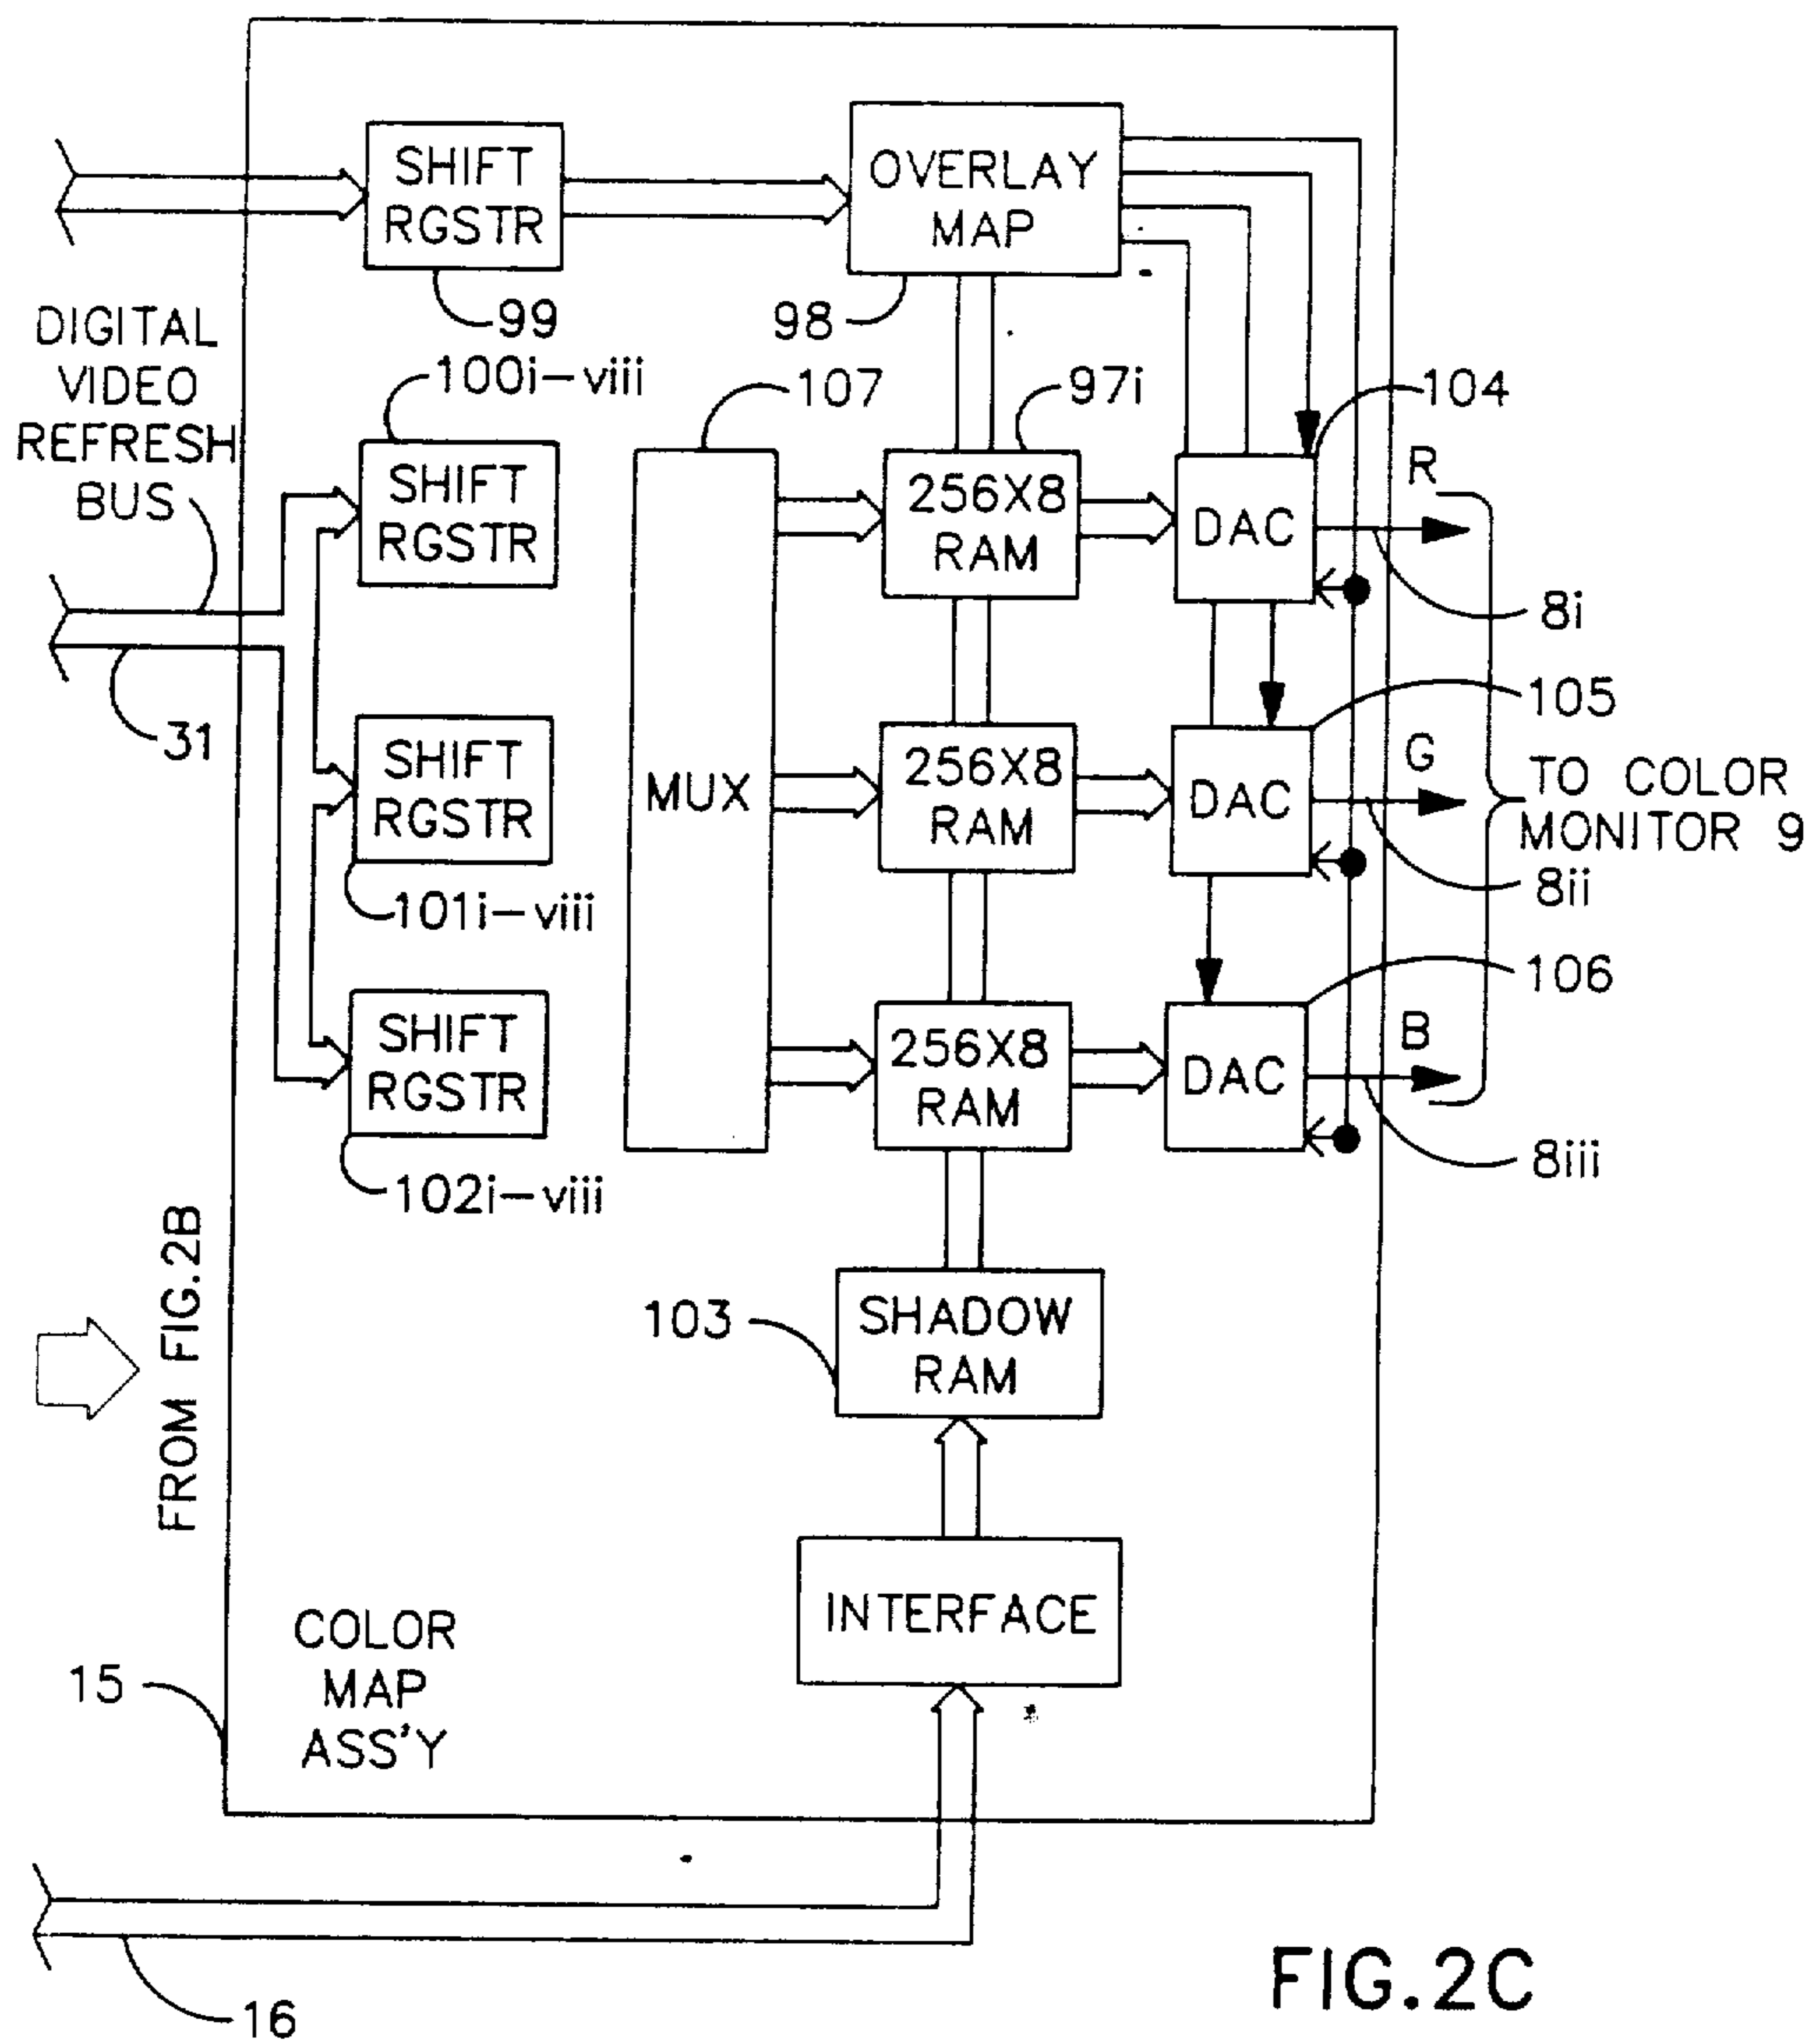 SHIFT
RGSTR
99
OVERLAY
MAP
98
DIGITAL
VIDEO
REFRESH
BUS
31
100i-viii
SHIFT
RGSTR
SHIFT
RGSTR
101i-viii
SHIFT
RGSTR
102i-viii
107
MUX
97i
256X8
RAM
256X8
RAM
256X8
RAM
104
DAC
R
8i
105
DAC
G
8ii
106
DAC
B
8iii
TO COLOR
MONITOR 9
103
SHADOW
RAM
INTERFACE
FROM FIG.2B
COLOR
MAP
ASS'Y
15
16
FIG.2C